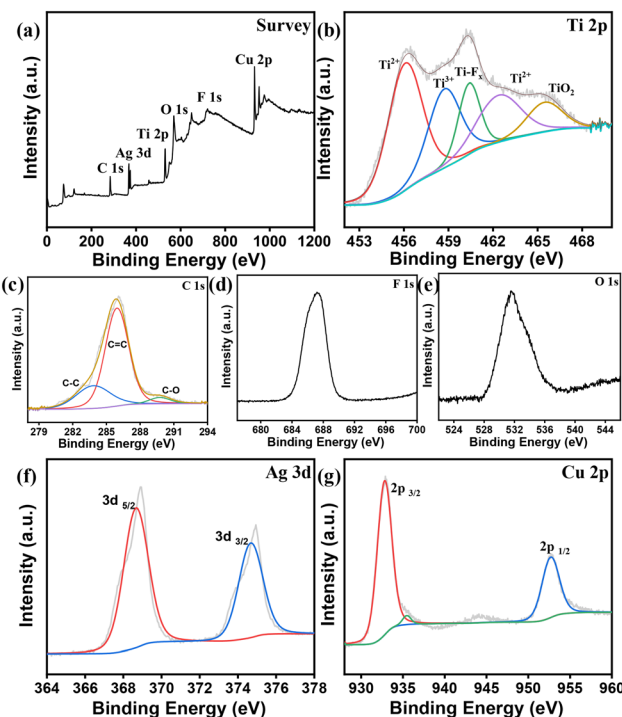 (a)
Survey
Cu 2p
F 1s
O 1s
Ti 2p
Ag 3d
C 1s
Intensity (a.u.)
0 200 400 600 800 1000 1200
Binding Energy (eV)
(b)
Ti 2p
Ti2+
Ti3+
Ti-Fx
Ti2+
TiO2
Intensity (a.u.)
453 456 459 462 465 468
Binding Energy (eV)
(c)
C 1s
C=C
C-C
C-O
Intensity (a.u.)
279 282 285 288 291 294
Binding Energy (eV)
(d)
F 1s
Intensity (a.u.)
680 684 688 692 696 700
Binding Energy (eV)
(e)
O 1s
Intensity (a.u.)
524 528 532 536 540 544
Binding Energy (eV)
(f)
Ag 3d
3d 5/2
3d 3/2
Intensity (a.u.)
364 366 368 370 372 374 376 378
Binding Energy (eV)
(g)
Cu 2p
2p 3/2
2p 1/2
Intensity (a.u.)
930 935 940 945 950 955 960
Binding Energy (eV)